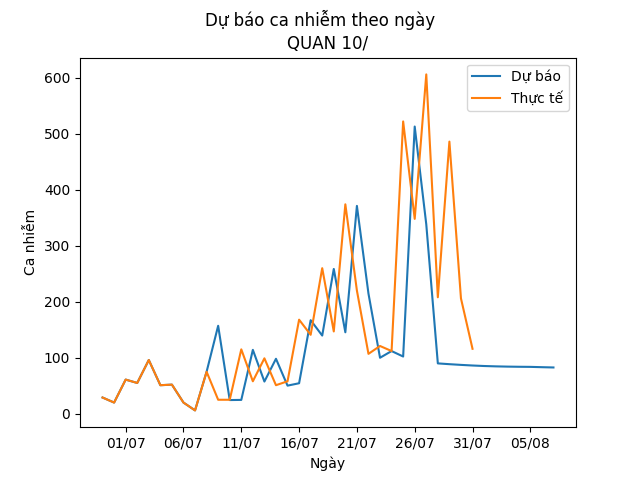 Dự báo ca nhiễm theo ngày
QUAN 10/
Dự báo
Thực tế
Ca nhiễm
600
500
400
300
200
100
0
01/07 06/07 11/07 16/07 21/07 26/07 31/07 05/08
Ngày